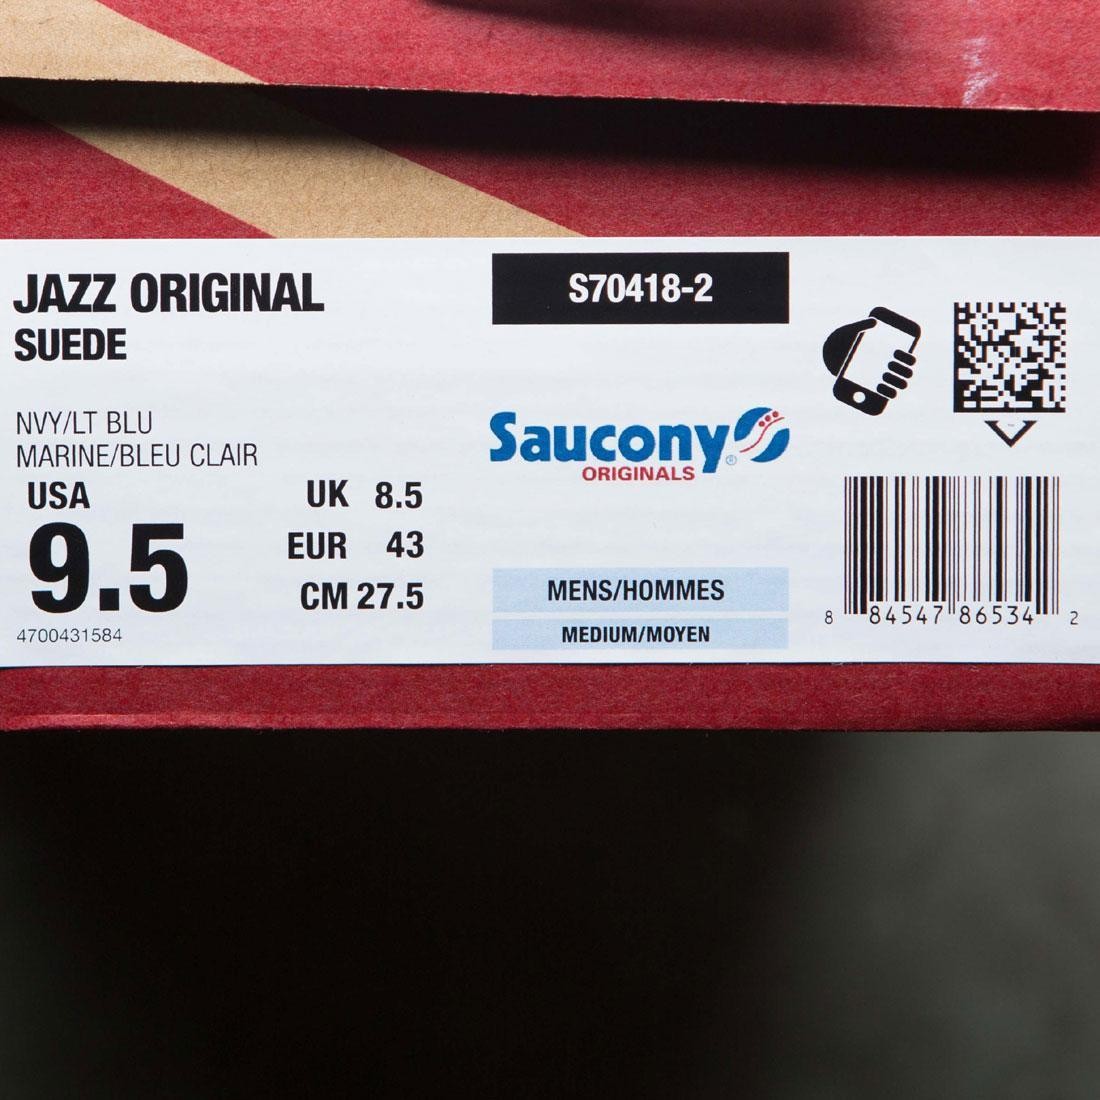 JAZZ ORIGINAL
SUEDE
NVY/LT BLU
MARINE/BLEU CLAIR
USA
9.5
4700431584
UK 8.5
EUR 43
CM 27.5
S70418-2
Saucony®
ORIGINALS
MENS/HOMMES
MEDIUM/MOYEN
8 84547 86534 2